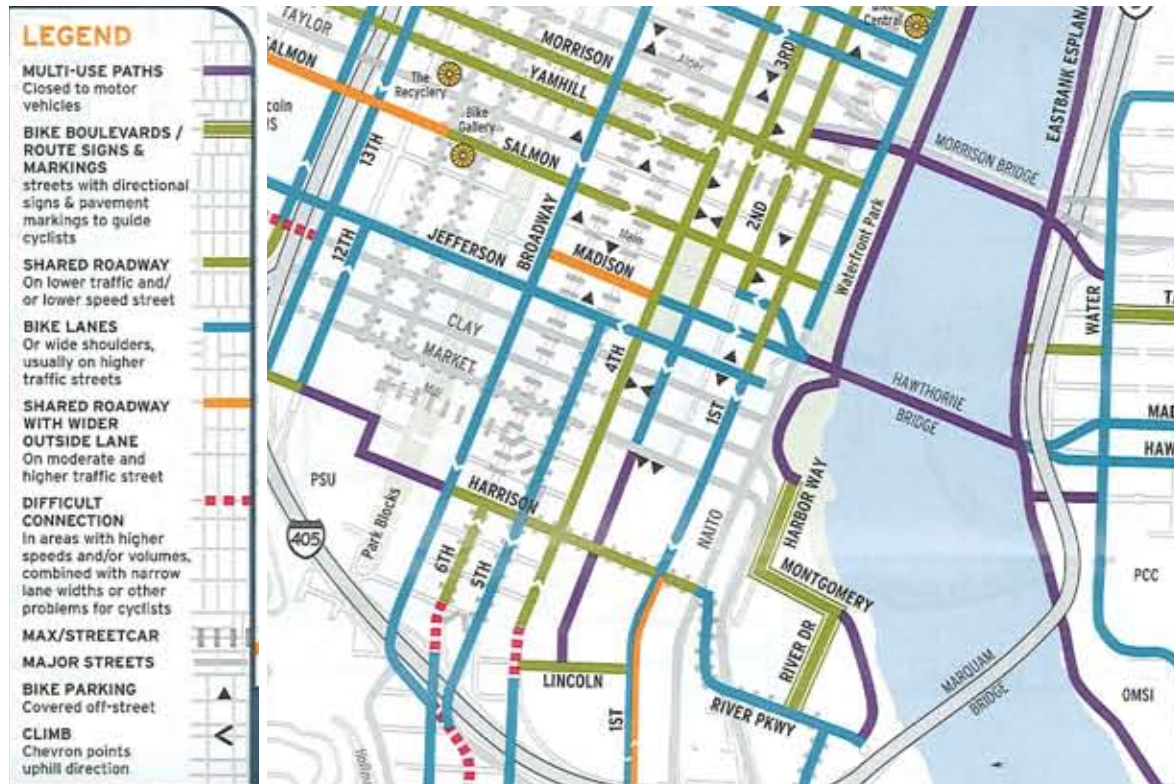 LEGEND
MULTI-USE PATHS
Closed to motor
vehicles
BIKE BOULEVARDS /
ROUTE SIGNS &
MARKINGS
streets with directional
signs & pavement
markings to guide
cyclists
SHARED ROADWAY
On lower traffic and/
or lower speed street
BIKE LANES
Or wide shoulders,
usually on higher
traffic streets
SHARED ROADWAY
WITH WIDER
OUTSIDE LANE
On moderate and
higher traffic street
DIFFICULT
CONNECTION
In areas with higher
speeds and/or volumes,
combined with narrow
lane widths or other
problems for cyclists
MAX/STREETCAR
MAJOR STREETS
BIKE PARKING
Covered off-street
CLIMB
Chevron points
uphill direction
TAYLOR
SALMON
MORRISON
Alder
3RD
Central
EASTBANK ESPLANA
The
Recyclery
YAMHILL
Bike
Gallery
13TH
SALMON
MORRISON BRIDGE
12TH
JEFFERSON
BROADWAY
Main
MADISON
2ND
Waterfront Park
WATER
CLAY
MARKET
Mill
4TH
1ST
HAWTHORNE
BRIDGE
MAD
HAW
PSU
HARRISON
405
Park Blocks
6TH
5TH
NAITO
HARBOR WAY
MONTGOMERY
RIVER DR
PCC
LINCOLN
1ST
RIVER PKWY
MARQUAM
BRIDGE
OMSI